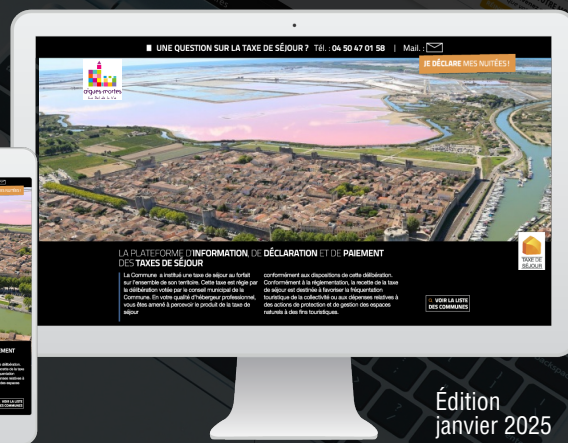 UNE QUESTION SUR LA TAXE DE SÉJOUR ? Tél. : 04 50 47 01 58 | Mail. :
JE DÉCLARE MES NUITÉES !
aigues-mortes
LA PLATEFORME D'INFORMATION, DE DÉCLARATION ET DE PAIEMENT
DES TAXES DE SÉJOUR
La Commune a institué une taxe de séjour au forfait
sur l'ensemble de son territoire. Cette taxe est régie par
la délibération votée par le conseil municipal de la
Commune. En votre qualité d'hébergeur professionnel,
vous êtes amené à percevoir le produit de la taxe de
séjour
conformément aux dispositions de cette délibération.
Conformément à la réglementation, la recette de la taxe
de séjour est destinée à favoriser la fréquentation
touristique de la collectivité ou aux dépenses relatives à
des actions de protection et de gestion des espaces
naturels à des fins touristiques.
TAXE DE
SÉJOUR
VOIR LA LISTE
DES COMMUNES
VOIR LA LISTE
DES COMMUNES
Édition
janvier 2025